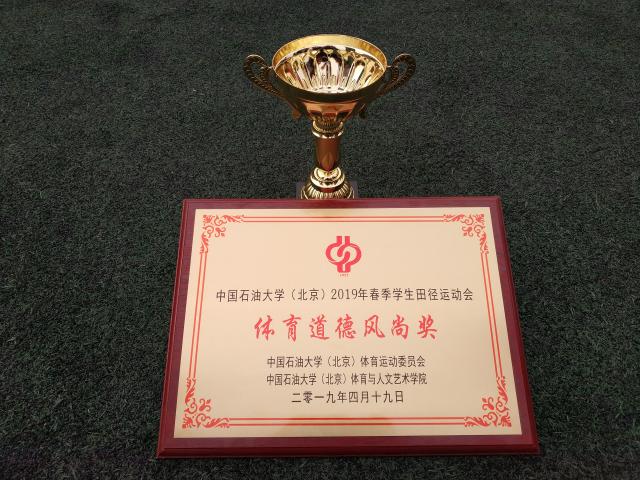 中国石油大学（北京）2019年春季学生田径运动会
体育道德风尚奖
中国石油大学（北京）体育运动委员会
中国石油大学（北京）体育与人文艺术学院
二零一九年四月十九日